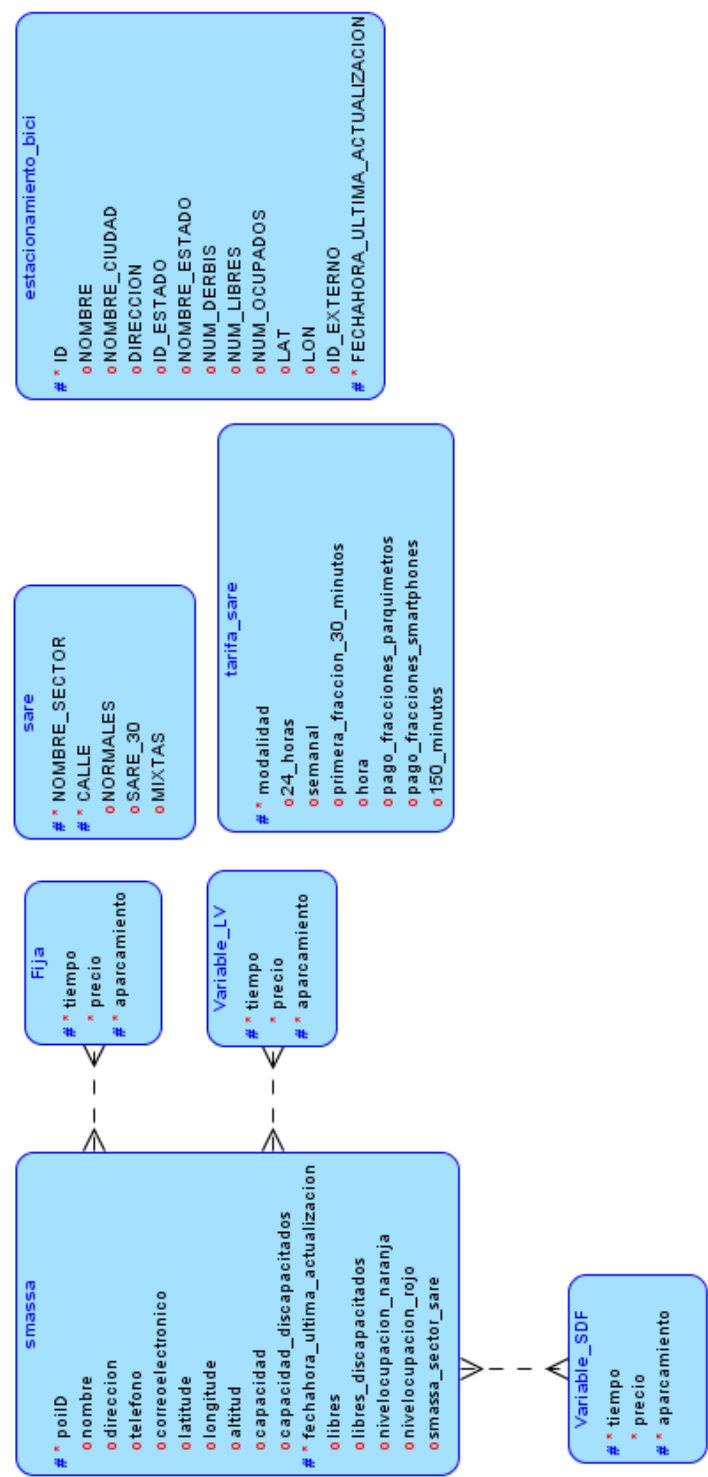 smassa
# * poiID
o nombre
o direccion
o telefono
o correoelectronico
o latitude
o longitude
o altitud
o capacidad
o capacidad_discapacitados
# * fechahora_ultima_actualizacion
o libres
o libres_discapacitados
o nivelocupacion_naranja
o nivelocupacion_rojo
o smassa_sector_sare
Variable_SDF
# * tiempo
* precio
# * aparcamiento
Fija
# * tiempo
* precio
# * aparcamiento
Variable_LV
# * tiempo
* precio
# * aparcamiento
sare
# * NOMBRE_SECTOR
# * CALLE
o NORMALES
o SARE_30
o MIXTAS
tarifa_sare
# * modalidad
o 24_horas
o semanal
o primera_fraccion_30_minutos
o hora
o pago_fracciones_parquimetros
o pago_fracciones_smartphones
o 150_minutos
estacionamiento_bici
# * ID
o NOMBRE
o NOMBRE_CIUDAD
o DIRECCION
o ID_ESTADO
o NOMBRE_ESTADO
o NUM_DERBIS
o NUM_LIBRES
o NUM_OCUPADOS
o LAT
o LON
o ID_EXTERNO
# * FECHAHORA_ULTIMA_ACTUALIZACION